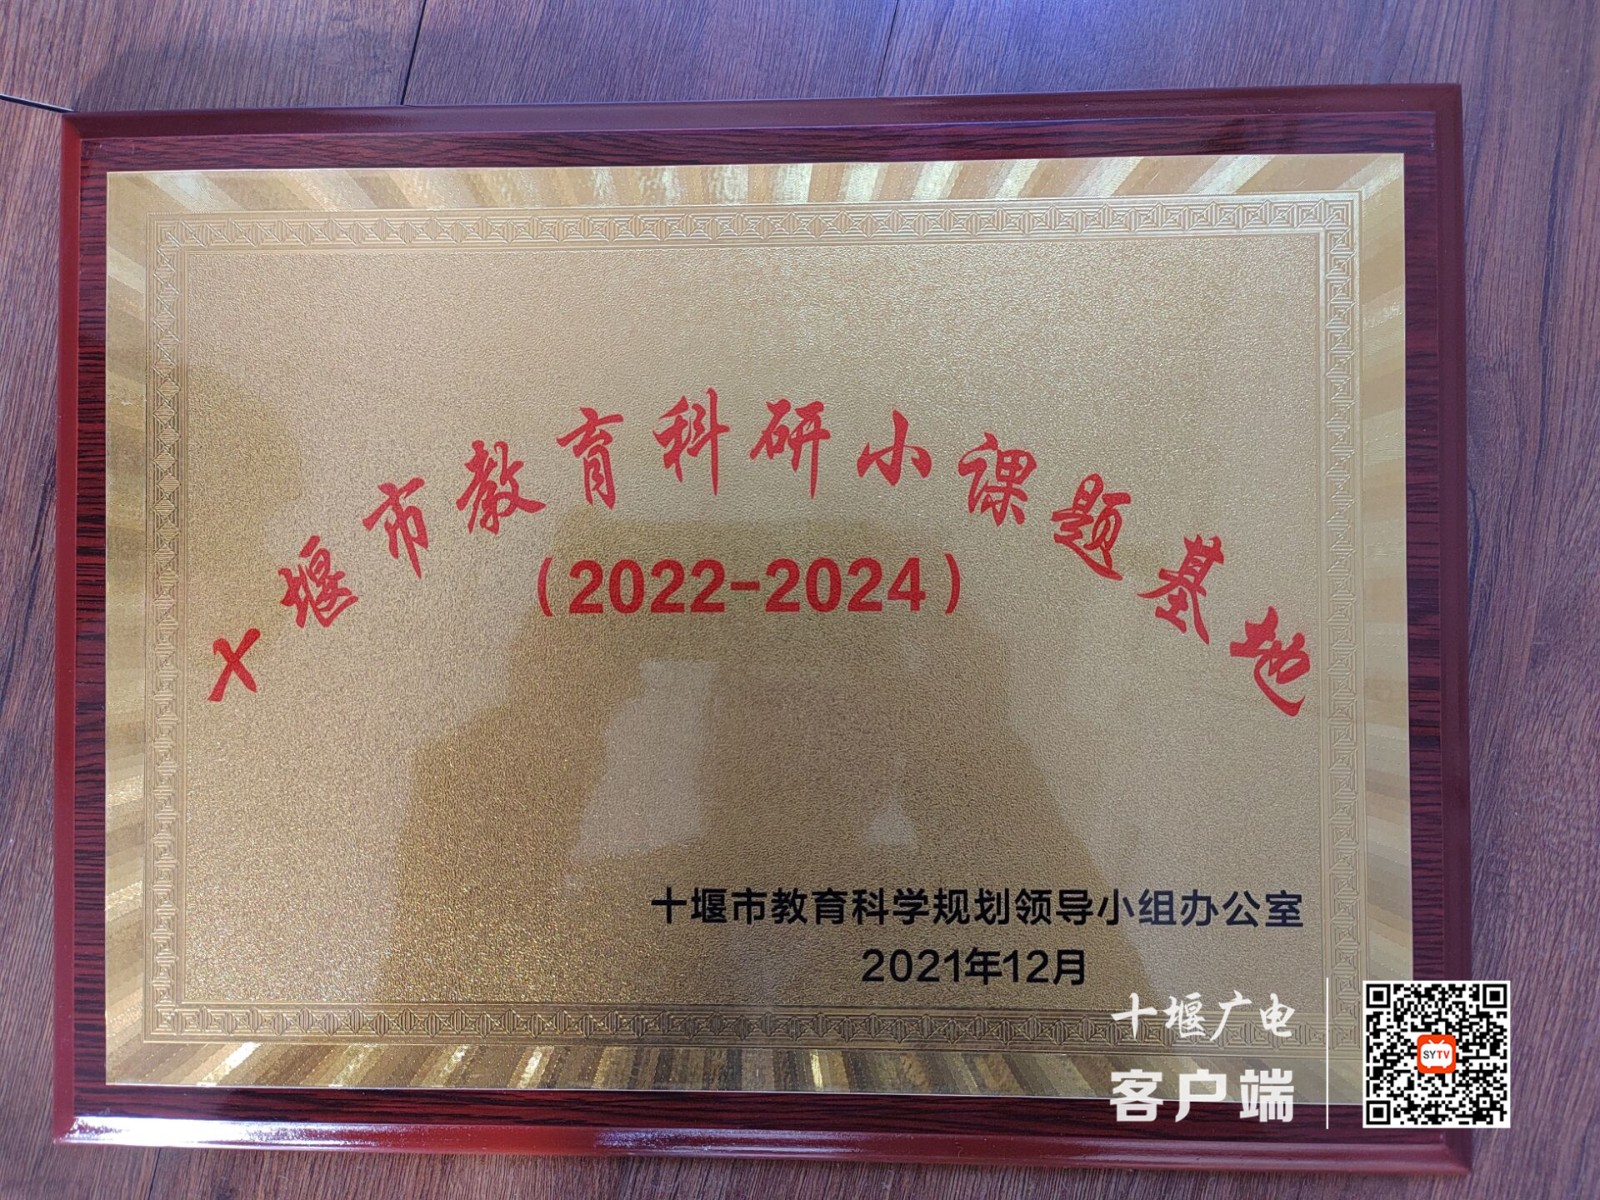 十堰市教育科研小课题基地
（2022-2024）
十堰市教育科学规划领导小组办公室
2021年12月
十堰广电
客户端
SYTV